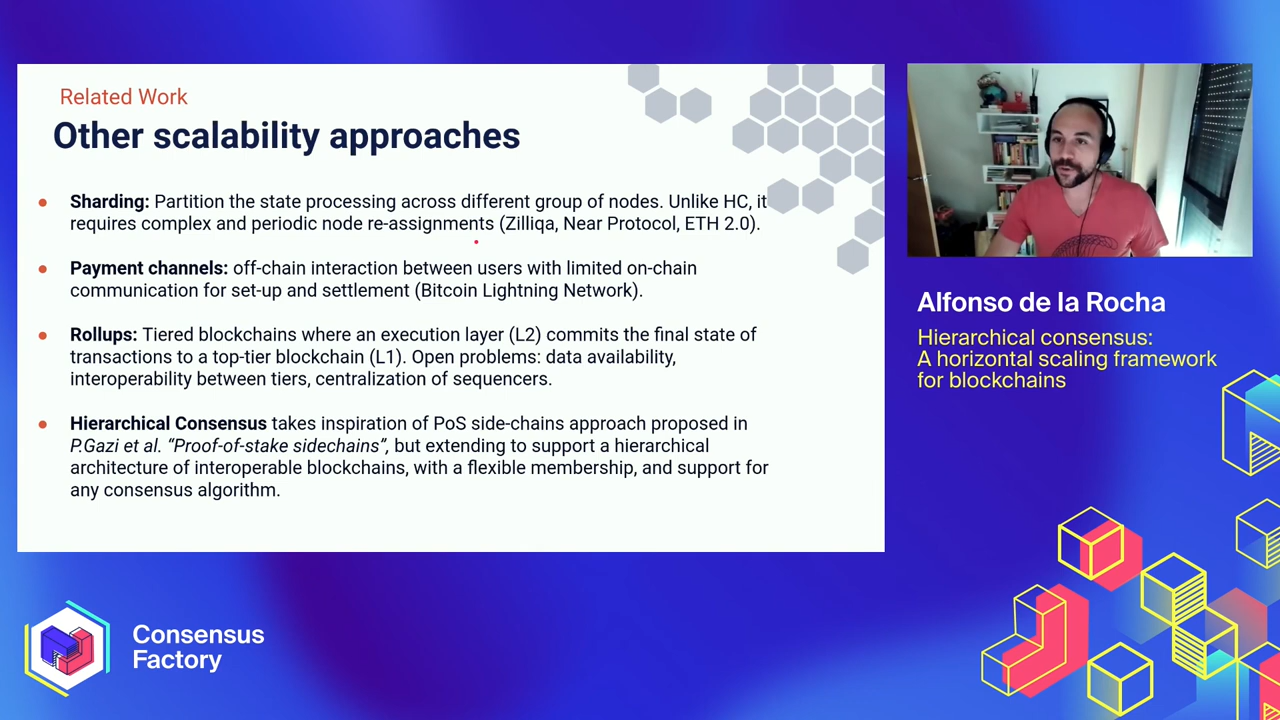 Related Work
Other scalability approaches
Sharding: Partition the state processing across different group of nodes. Unlike HC, it
requires complex and periodic node re-assignments (Zilliqa, Near Protocol, ETH 2.0).
Payment channels: off-chain interaction between users with limited on-chain
communication for set-up and settlement (Bitcoin Lightning Network).
Rollups: Tiered blockchains where an execution layer (L2) commits the final state of
transactions to a top-tier blockchain (L1). Open problems: data availability,
interoperability between tiers, centralization of sequencers.
Hierarchical Consensus takes inspiration of PoS side-chains approach proposed in
P.Gazi et al. “Proof-of-stake sidechains”, but extending to support a hierarchical
architecture of interoperable blockchains, with a flexible membership, and support for
any consensus algorithm.
Alfonso de la Rocha
Hierarchical consensus:
A horizontal scaling framework
for blockchains
Consensus
Factory